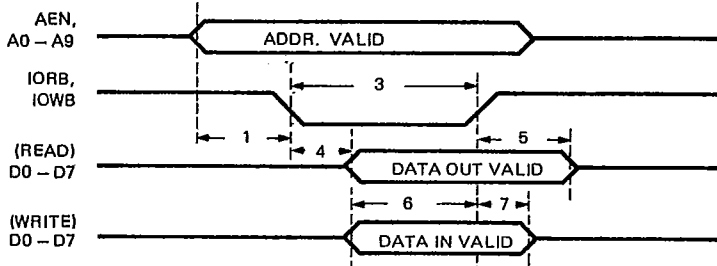 AEN,
A0 – A9
ADDR. VALID
IORB,
IOWB
3
1
4
5
(READ)
D0 – D7
DATA OUT VALID
6
7
(WRITE)
D0 – D7
DATA IN VALID